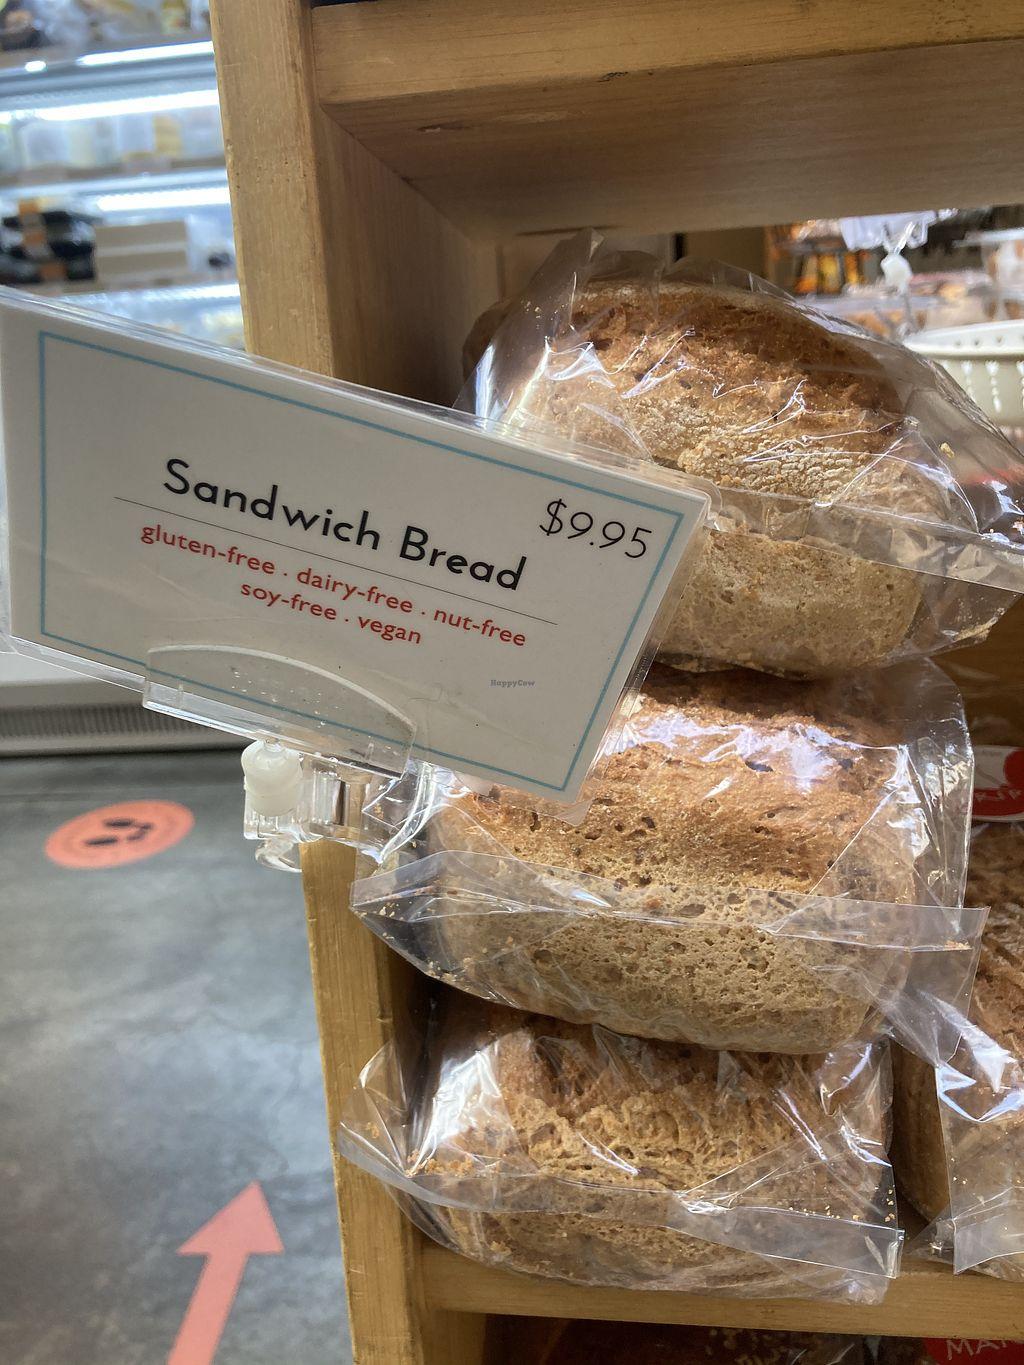 Sandwich Bread
$9.95
gluten-free . dairy-free . nut-free
soy-free . vegan
HappyCow